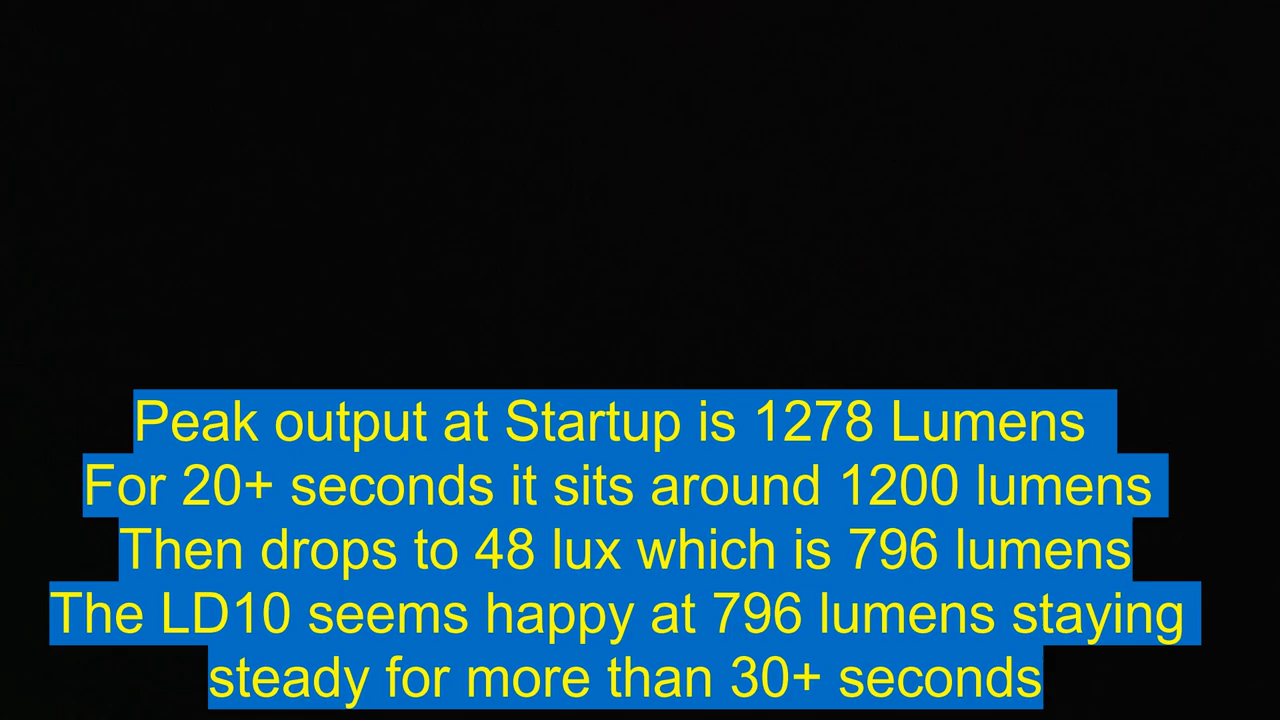 Peak output at Startup is 1278 Lumens
For 20+ seconds it sits around 1200 lumens
Then drops to 48 lux which is 796 lumens
The LD10 seems happy at 796 lumens staying
steady for more than 30+ seconds